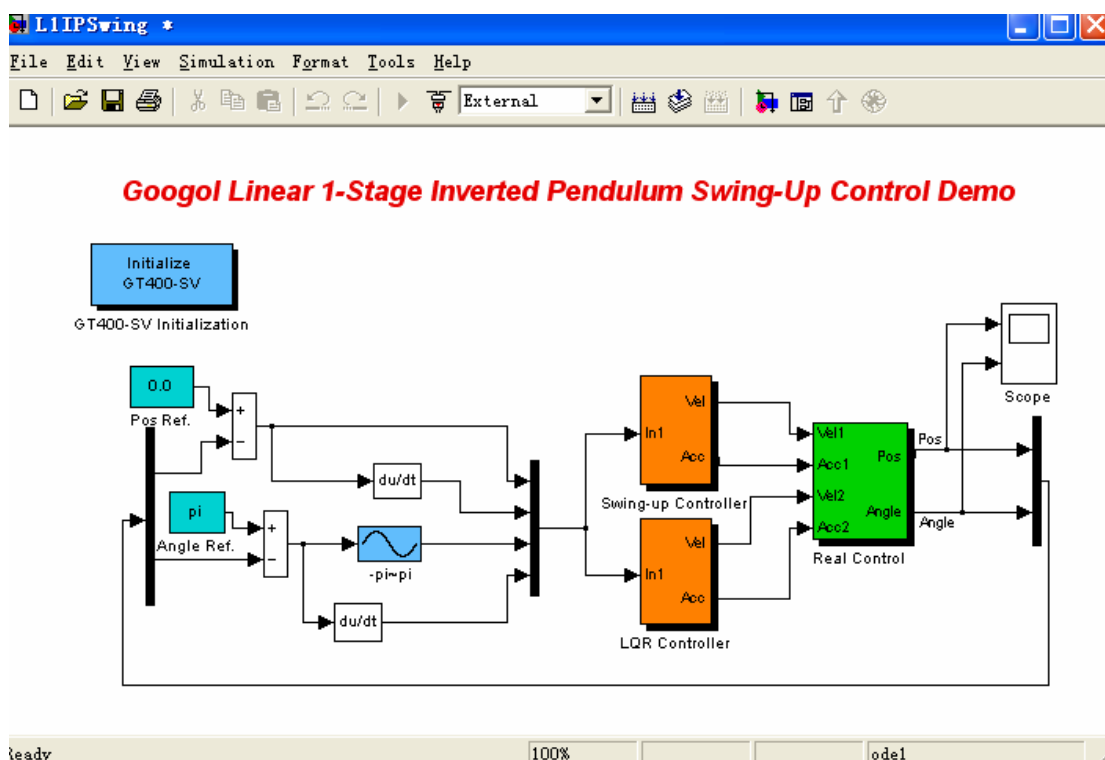 L1IPSwing *
File Edit View Simulation Format Tools Help
External
Googol Linear 1-Stage Inverted Pendulum Swing-Up Control Demo
Initialize
GT400-SV
GT400-SV Initialization
0.0
Pos Ref.
+
−
du/dt
pi
Angle Ref.
+
−
-pi~pi
du/dt
In1
Vel
Acc
Swing-up Controller
In1
Vel
Acc
LQR Controller
Vel1
Acc1
Vel2
Acc2
Pos
Angle
Real Control
Pos
Angle
Scope
Ready 100% ode1